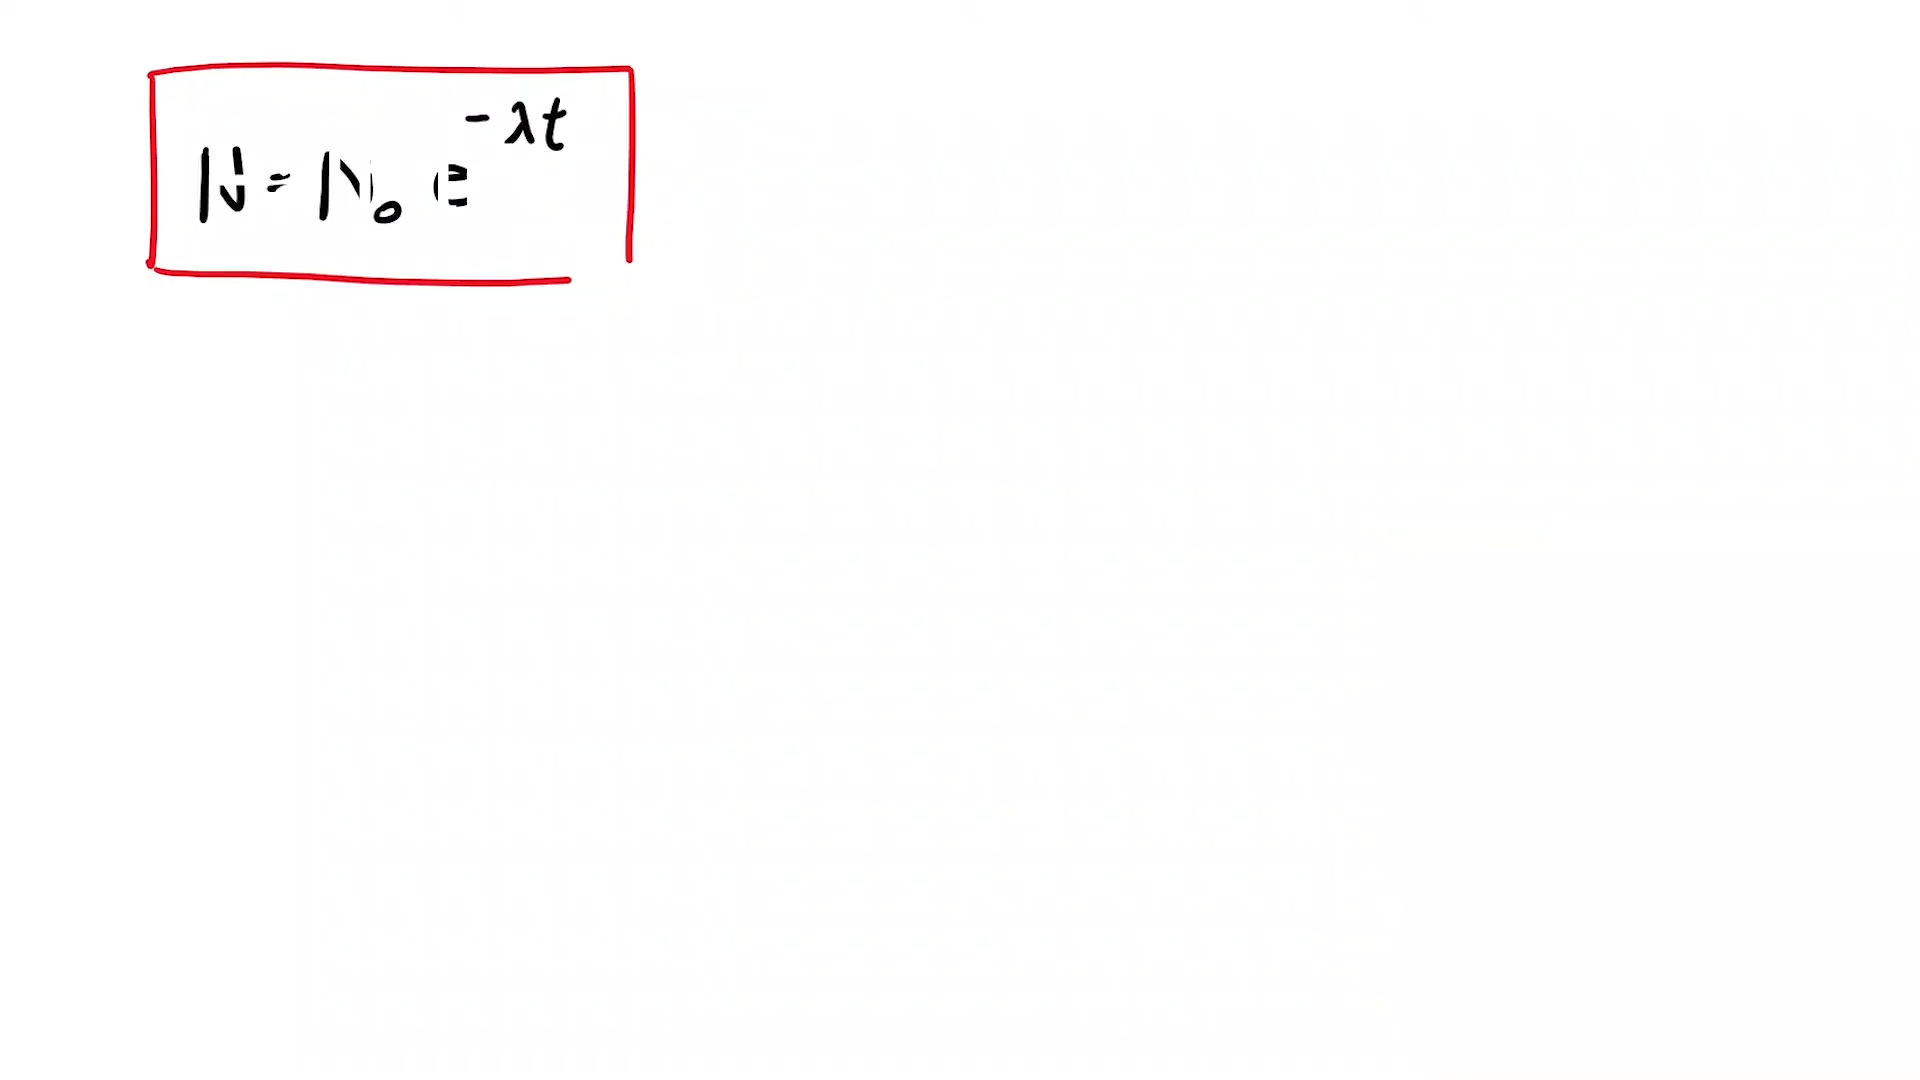 N = N₀ e^{-λt}